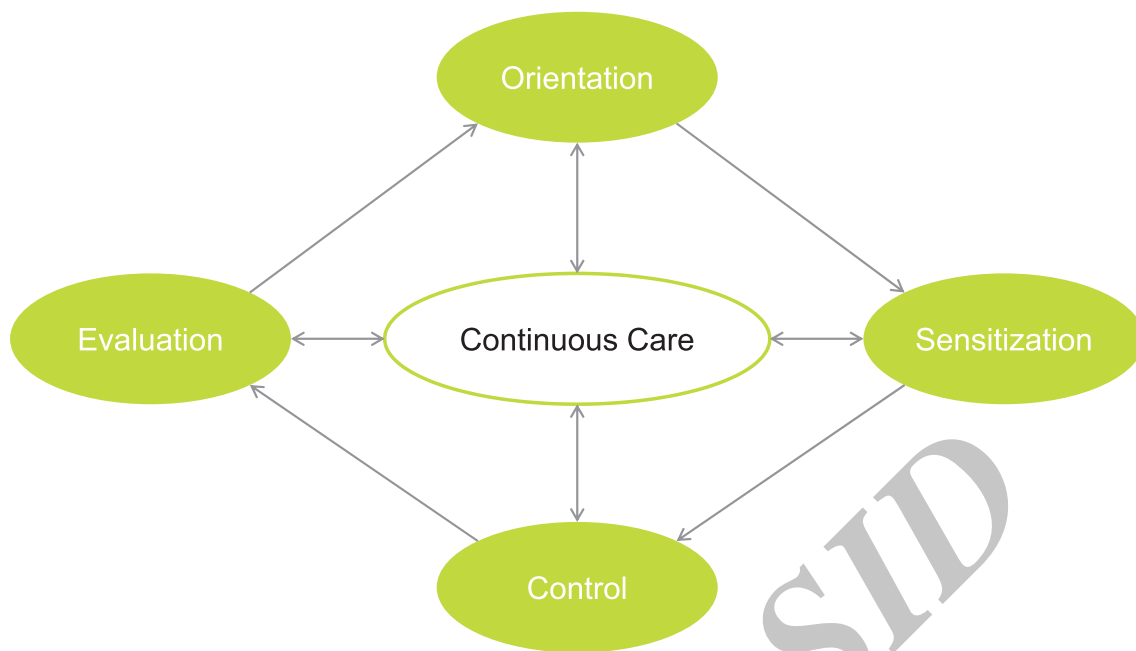 Orientation
Evaluation
Continuous Care
Sensitization
Control
SID